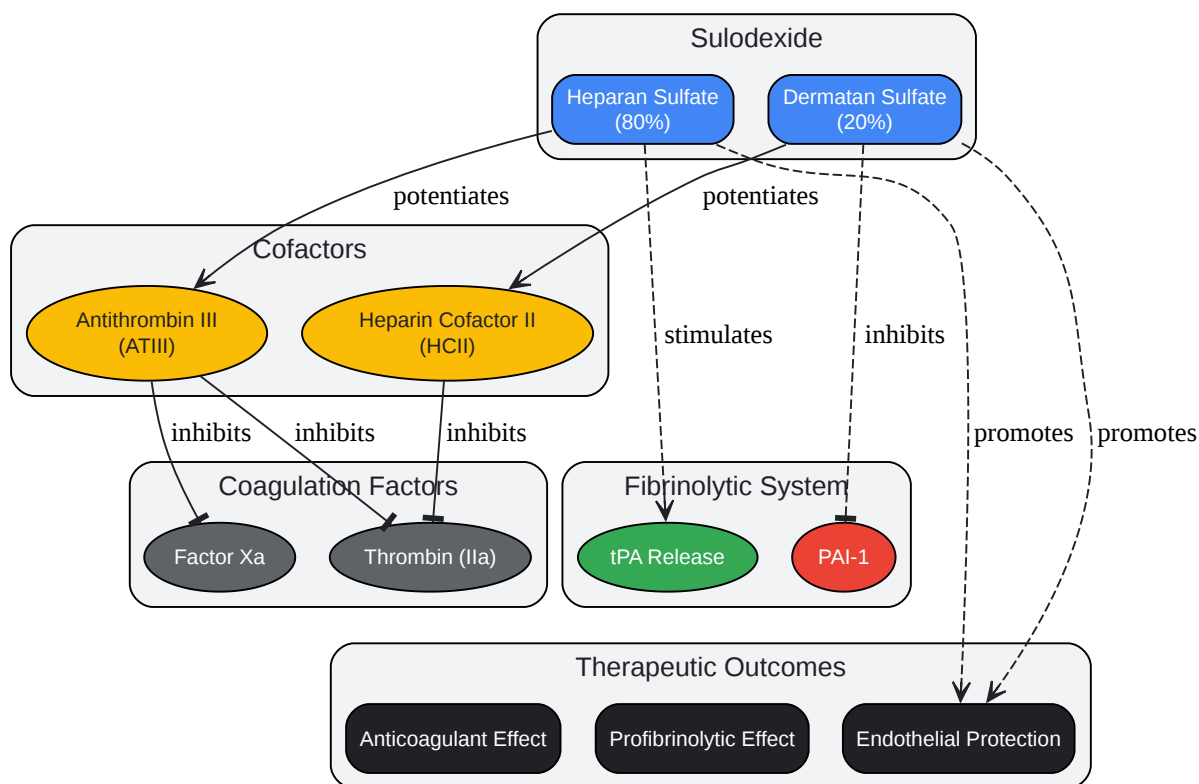 Sulodexide
Heparan Sulfate
(80%)
Dermatan Sulfate
(20%)
potentiates
potentiates
Cofactors
Antithrombin III
(ATIII)
Heparin Cofactor II
(HCII)
stimulates
inhibits
inhibits
inhibits
inhibits
promotes
promotes
Coagulation Factors
Factor Xa
Thrombin (IIa)
Fibrinolytic System
tPA Release
PAI-1
Therapeutic Outcomes
Anticoagulant Effect
Profibrinolytic Effect
Endothelial Protection